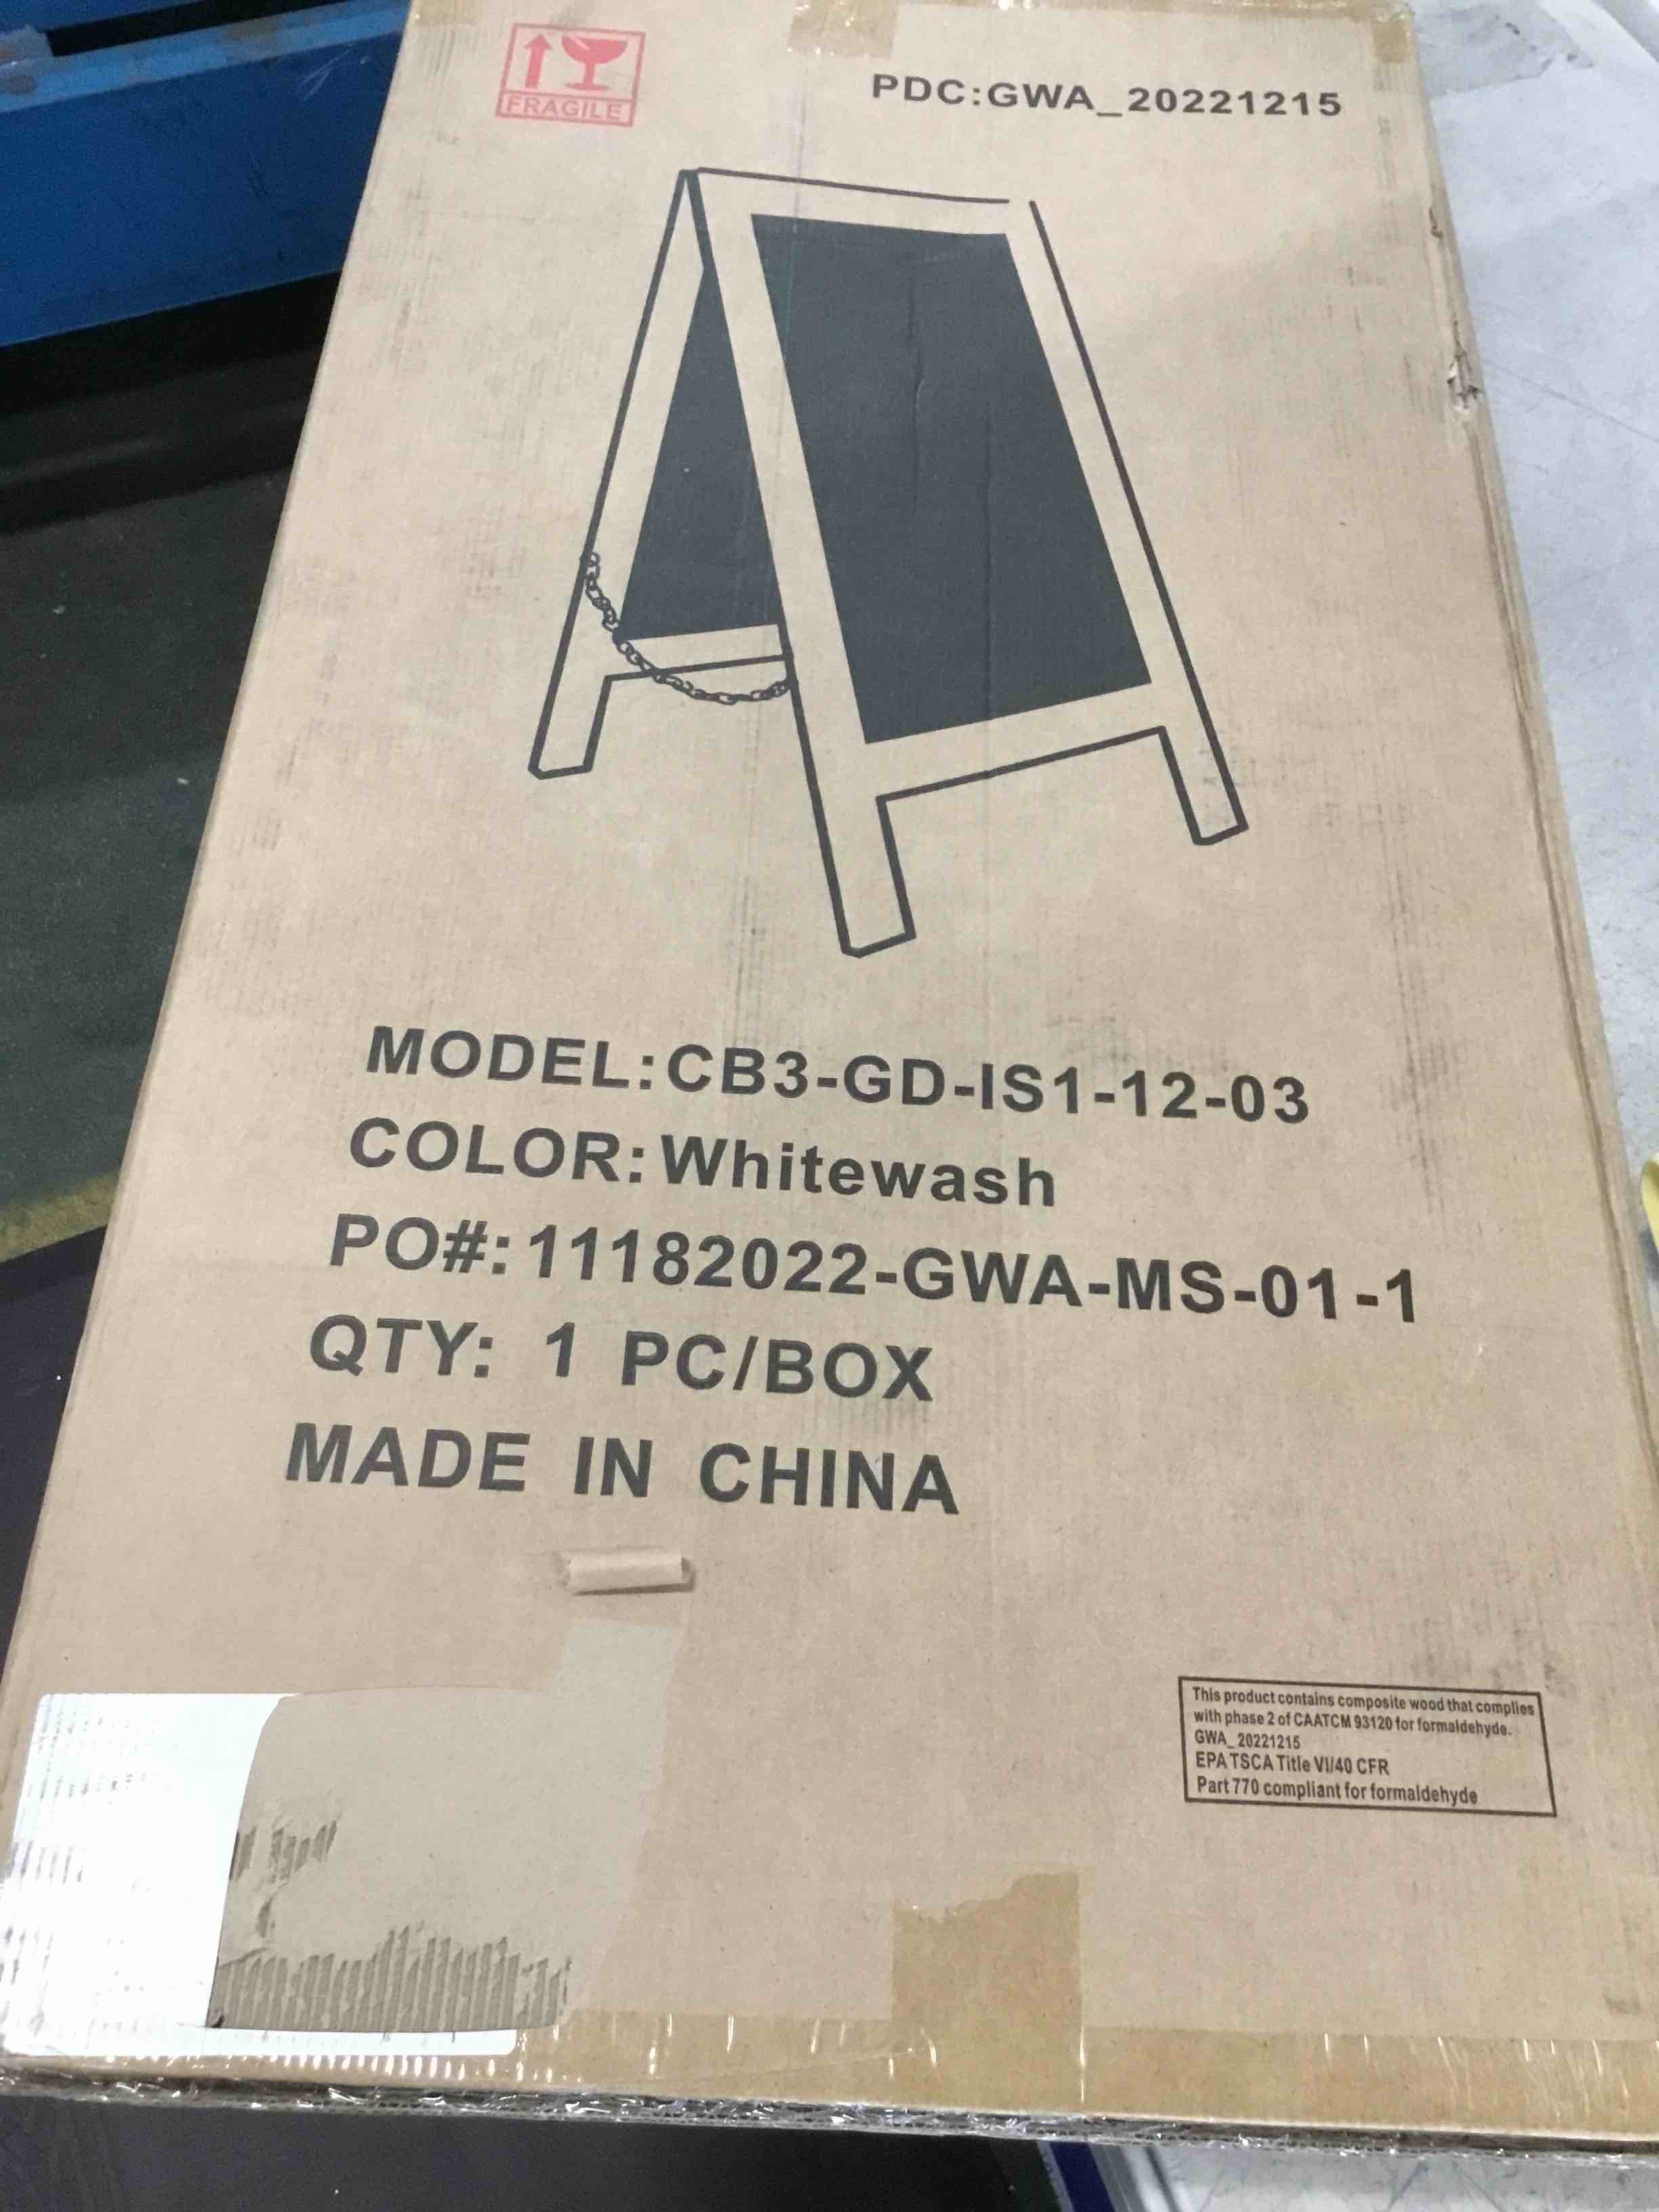 FRAGILE
PDC:GWA_20221215
MODEL:CB3-GD-IS1-12-03
COLOR:Whitewash
PO#:11182022-GWA-MS-01-1
QTY: 1 PC/BOX
MADE IN CHINA
This product contains composite wood that complies
with phase 2 of CAATCM 93120 for formaldehyde.
GWA_20221215
EPA TSCA Title VI/40 CFR
Part 770 compliant for formaldehyde